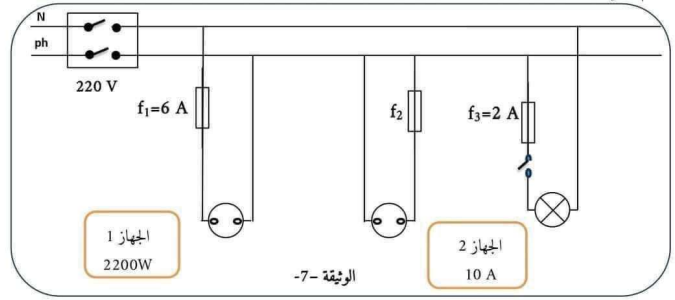 N
ph
220 V
f₁=6 A
f₂
f₃=2 A
الجهاز 1
2200W
الجهاز 2
10 A
الوثيقة –7-